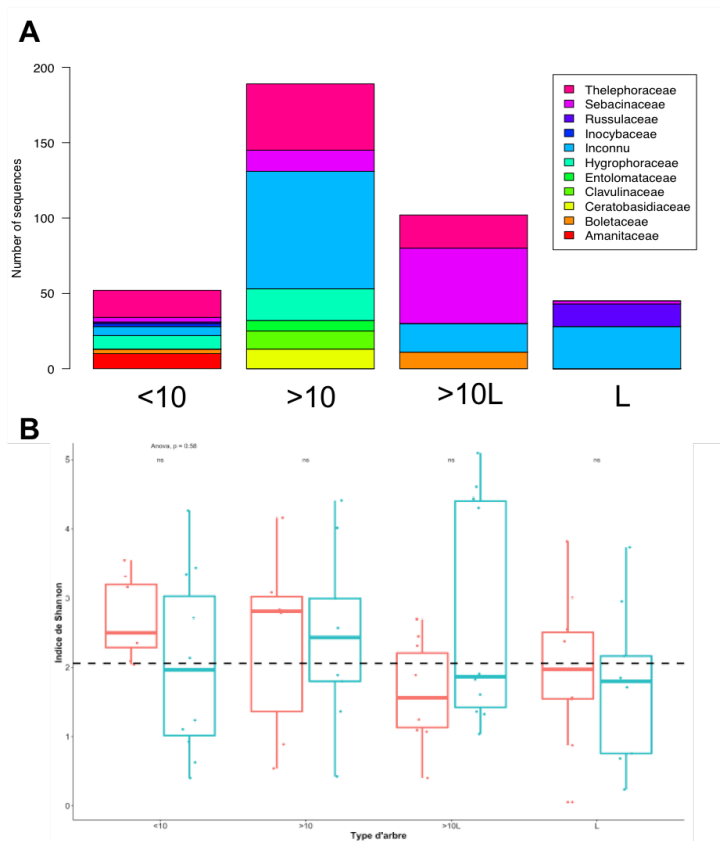 A
200
150
100
50
0
Number of sequences
Thelephoraceae
Sebacinaceae
Russulaceae
Inocybaceae
Inconnu
Hygrophoraceae
Entolomataceae
Clavulinaceae
Ceratobasidiaceae
Boletaceae
Amanitaceae
<10 >10 >10L L
B
Anova, p = 0.58
ns ns ns ns
5
4
3
2
1
0
Indice de Shannon
<10 >10 >10L L
Type d'arbre